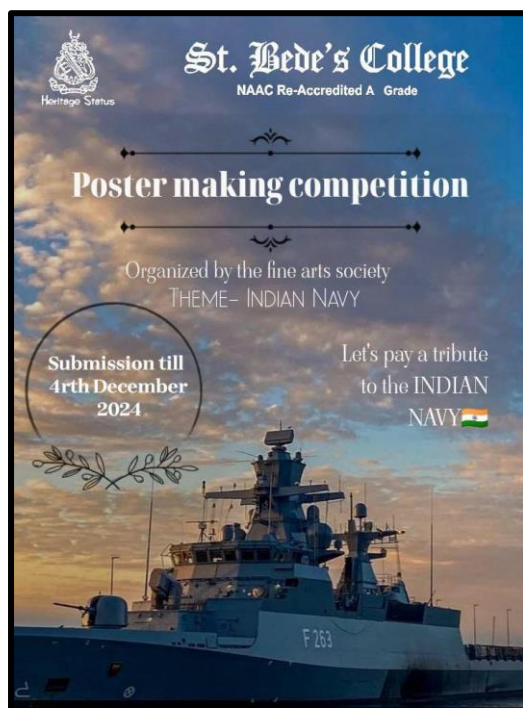 St. Bede's College
NAAC Re-Accredited A Grade
Heritage Status
Poster making competition
Organized by the fine arts society
THEME- INDIAN NAVY
Submission till
4rth December
2024
Let's pay a tribute
to the INDIAN
NAVY🇮🇳
F 263